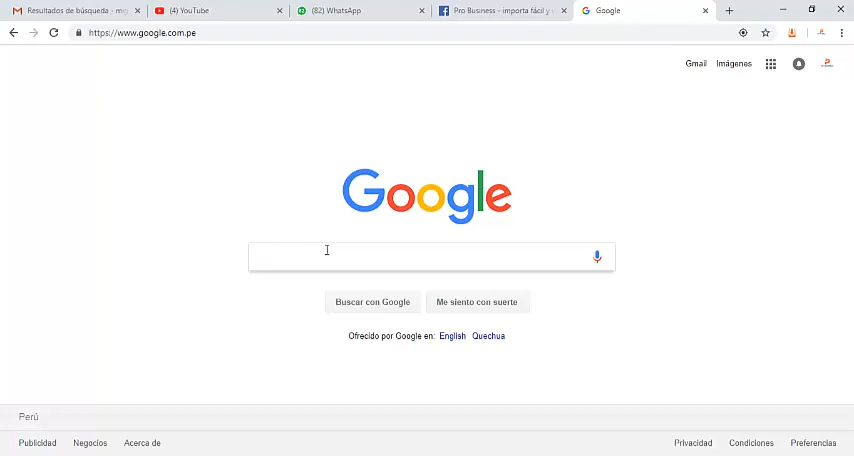 Resultados de búsqueda - mig
(4) YouTube
(82) WhatsApp
Pro Business - importa fácil y
Google
https://www.google.com.pe
Gmail
Imágenes
Google
Buscar con Google
Me siento con suerte
Ofrecido por Google en: English Quechua
Perú
Publicidad
Negocios
Acerca de
Privacidad
Condiciones
Preferencias